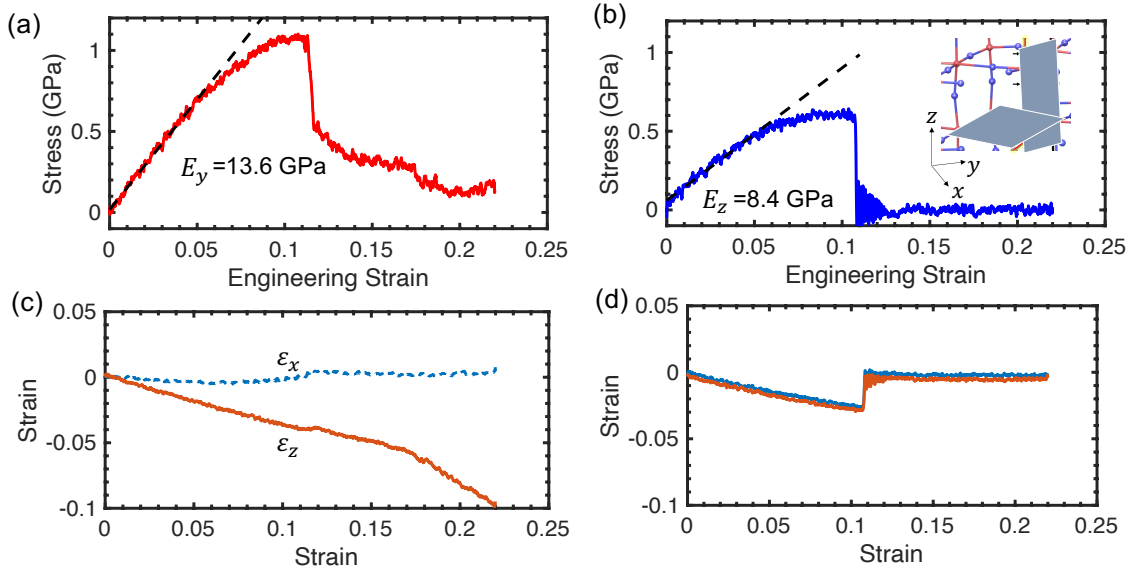 (a)
Stress (GPa)
1
0.5
0
E_y=13.6 GPa
0 0.05 0.1 0.15 0.2 0.25
Engineering Strain
(b)
Stress (GPa)
1
0.5
0
E_z=8.4 GPa
z
y
x
0 0.05 0.1 0.15 0.2 0.25
Engineering Strain
(c)
Strain
0.05
0
-0.05
-0.1
ε_x
ε_z
0 0.05 0.1 0.15 0.2 0.25
Strain
(d)
Strain
0.05
0
-0.05
-0.1
0 0.05 0.1 0.15 0.2 0.25
Strain